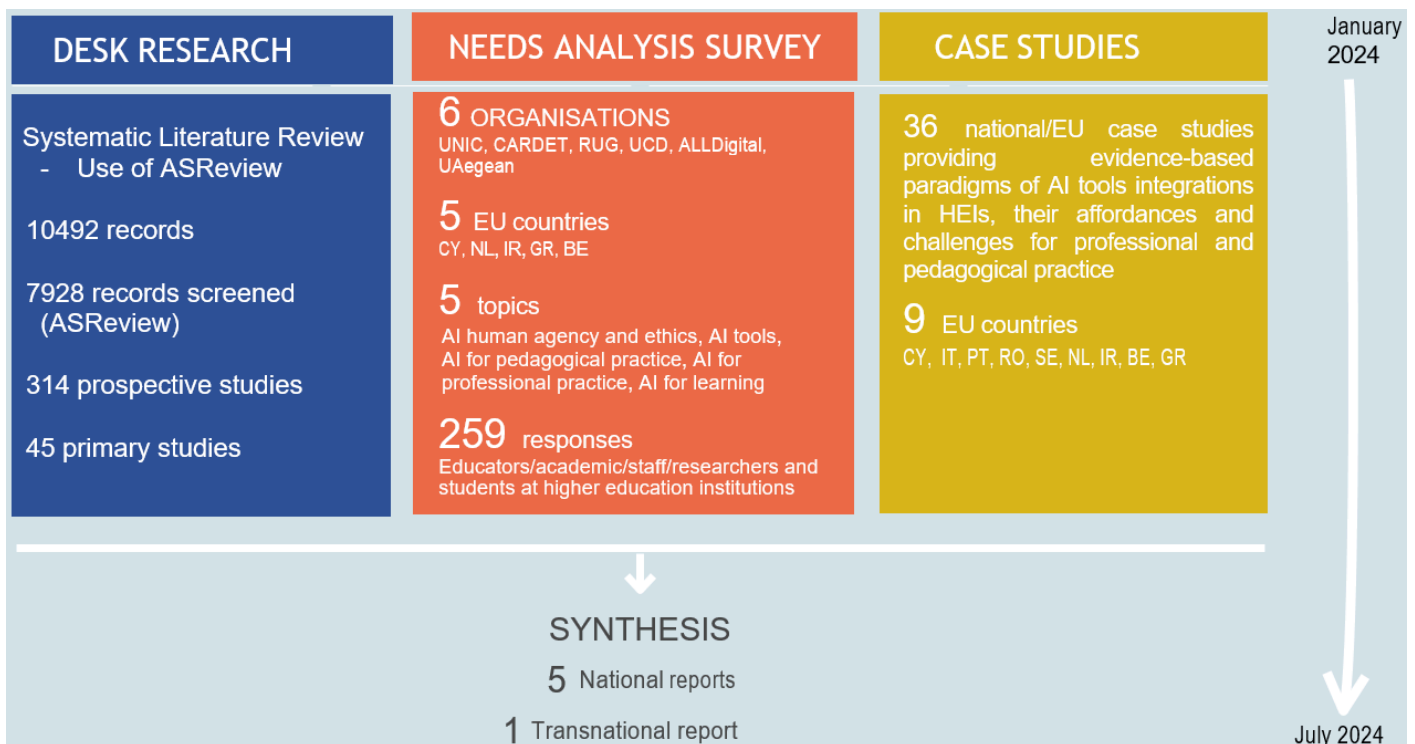 DESK RESEARCH
Systematic Literature Review
- Use of ASReview
10492 records
7928 records screened
(ASReview)
314 prospective studies
45 primary studies
NEEDS ANALYSIS SURVEY
6 ORGANISATIONS
UNIC, CARDET, RUG, UCD, ALLDigital,
UAegean
5 EU countries
CY, NL, IR, GR, BE
5 topics
AI human agency and ethics, AI tools,
AI for pedagogical practice, AI for
professional practice, AI for learning
259 responses
Educators/academic/staff/researchers and
students at higher education institutions
CASE STUDIES
36 national/EU case studies
providing evidence-based
paradigms of AI tools integrations
in HEIs, their affordances and
challenges for professional and
pedagogical practice
9 EU countries
CY, IT, PT, RO, SE, NL, IR, BE, GR
January
2024
SYNTHESIS
5 National reports
1 Transnational report
July 2024